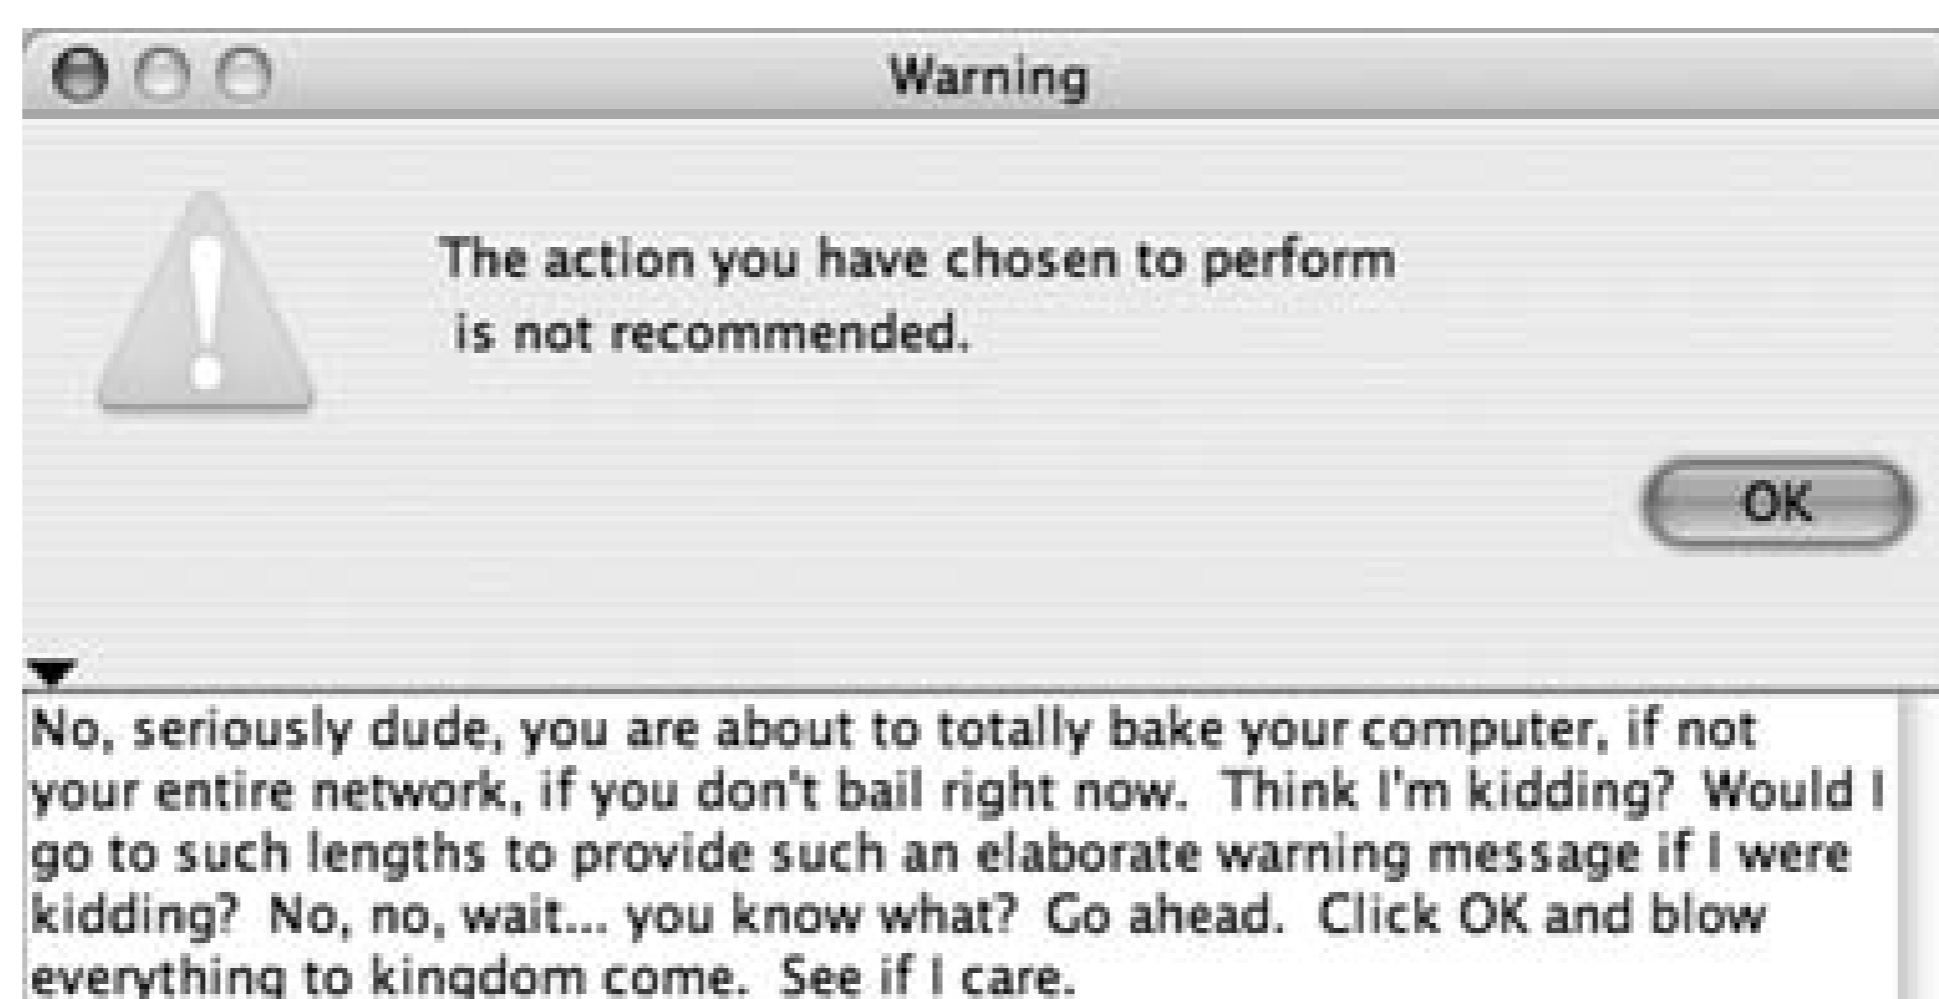 Warning
The action you have chosen to perform
is not recommended.
OK
No, seriously dude, you are about to totally bake your computer, if not
your entire network, if you don't bail right now.  Think I'm kidding?  Would I
go to such lengths to provide such an elaborate warning message if I were
kidding?  No, no, wait... you know what?  Go ahead.  Click OK and blow
everything to kingdom come.  See if I care.